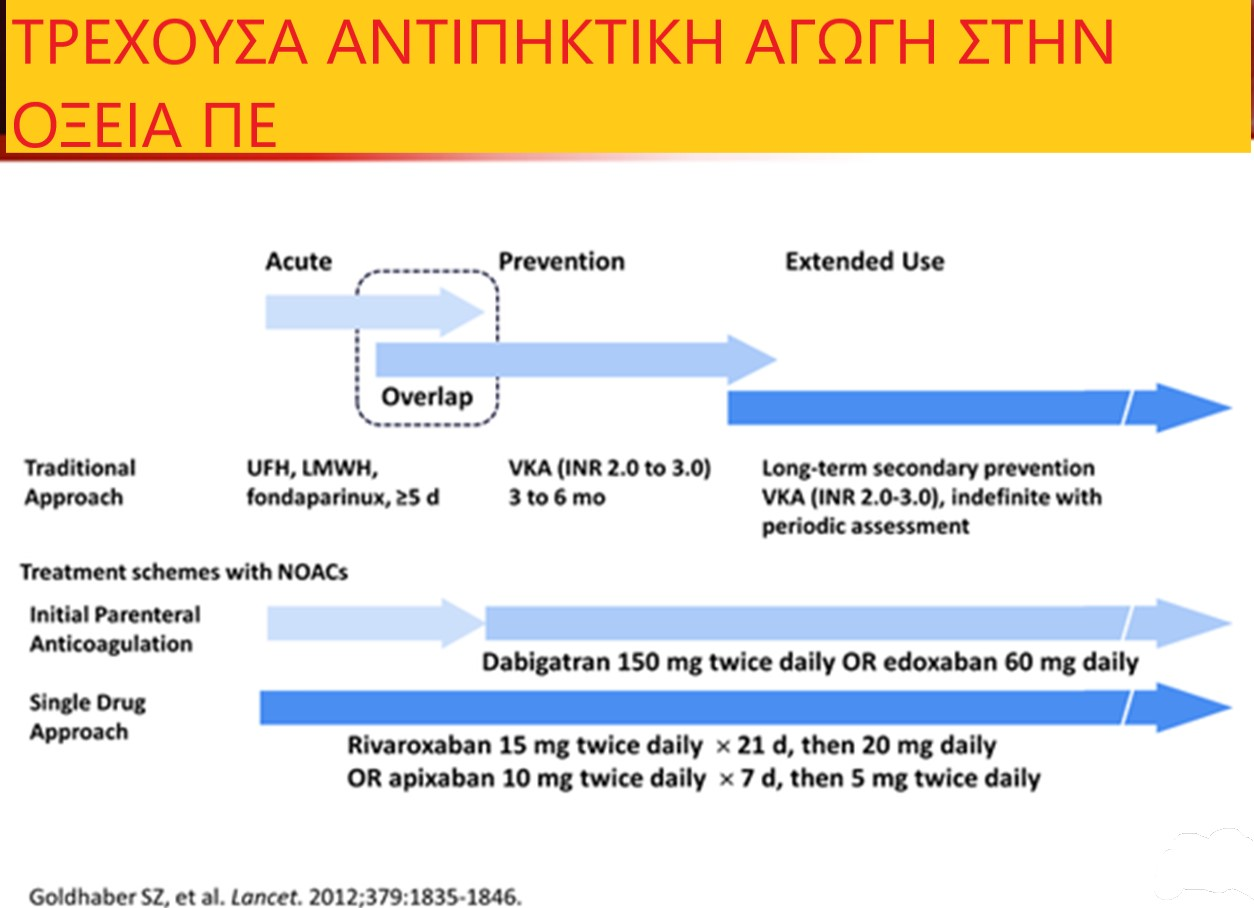 ΤΡΕΧΟΥΣΑ ΑΝΤΙΠΗΚΤΙΚΗ ΑΓΩΓΗ ΣΤΗΝ
ΟΞΕΙΑ ΠΕ
Acute
Prevention
Extended Use
Overlap
Traditional
Approach
UFH, LMWH,
fondaparinux, ≥5 d
VKA (INR 2.0 to 3.0)
3 to 6 mo
Long-term secondary prevention
VKA (INR 2.0-3.0), indefinite with
periodic assessment
Treatment schemes with NOACs
Initial Parenteral
Anticoagulation
Dabigatran 150 mg twice daily OR edoxaban 60 mg daily
Single Drug
Approach
Rivaroxaban 15 mg twice daily × 21 d, then 20 mg daily
OR apixaban 10 mg twice daily × 7 d, then 5 mg twice daily
Goldhaber SZ, et al. Lancet. 2012;379:1835-1846.